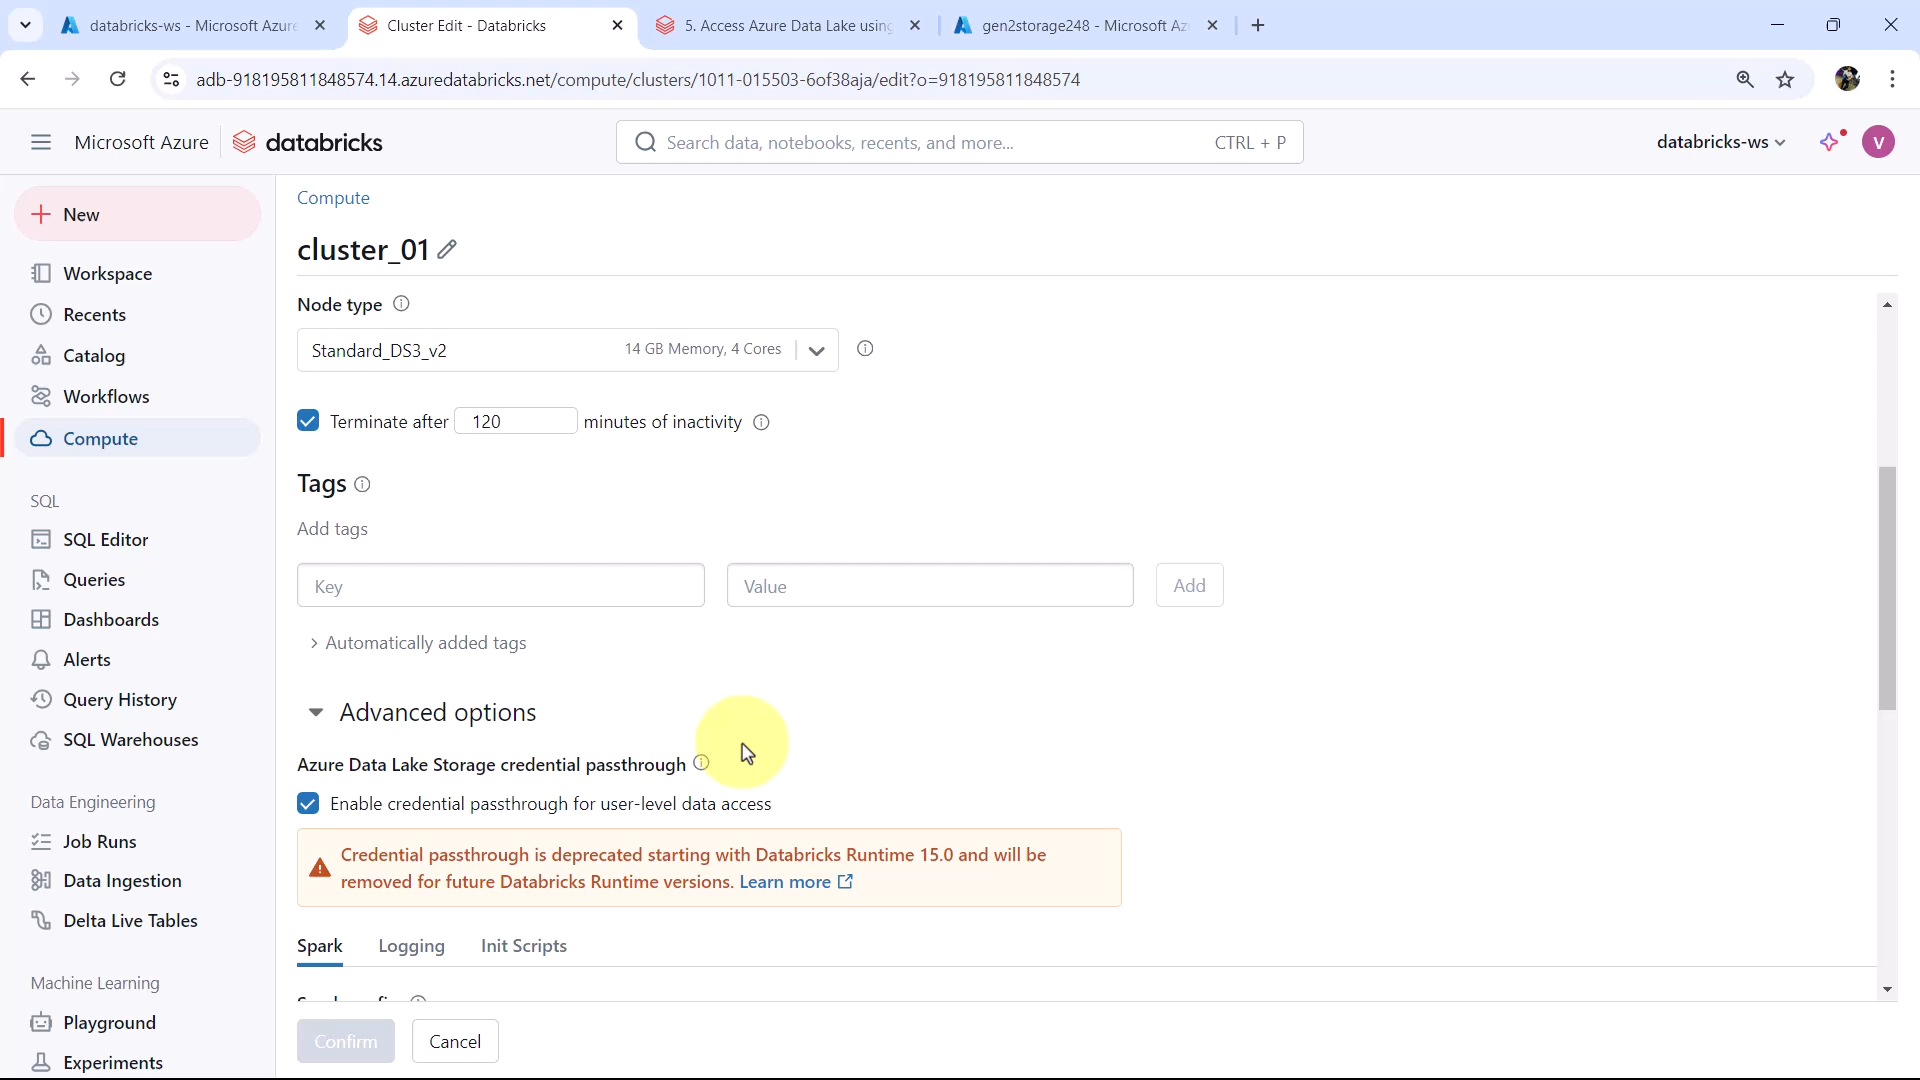 databricks-ws - Microsoft Azure
Cluster Edit - Databricks
5. Access Azure Data Lake using
gen2storage248 - Microsoft Az
adb-918195811848574.14.azuredatabricks.net/compute/clusters/1011-015503-6of38aja/edit?o=918195811848574
Microsoft Azure
databricks
Search data, notebooks, recents, and more...
CTRL + P
databricks-ws
V
New
Workspace
Recents
Catalog
Workflows
Compute
SQL
SQL Editor
Queries
Dashboards
Alerts
Query History
SQL Warehouses
Data Engineering
Job Runs
Data Ingestion
Delta Live Tables
Machine Learning
Playground
Experiments
Compute
cluster_01
Node type
Standard_DS3_v2 14 GB Memory, 4 Cores
Terminate after 120 minutes of inactivity
Tags
Add tags
Key Value Add
Automatically added tags
Advanced options
Azure Data Lake Storage credential passthrough
Enable credential passthrough for user-level data access
Credential passthrough is deprecated starting with Databricks Runtime 15.0 and will be
removed for future Databricks Runtime versions. Learn more
Spark Logging Init Scripts
Confirm Cancel